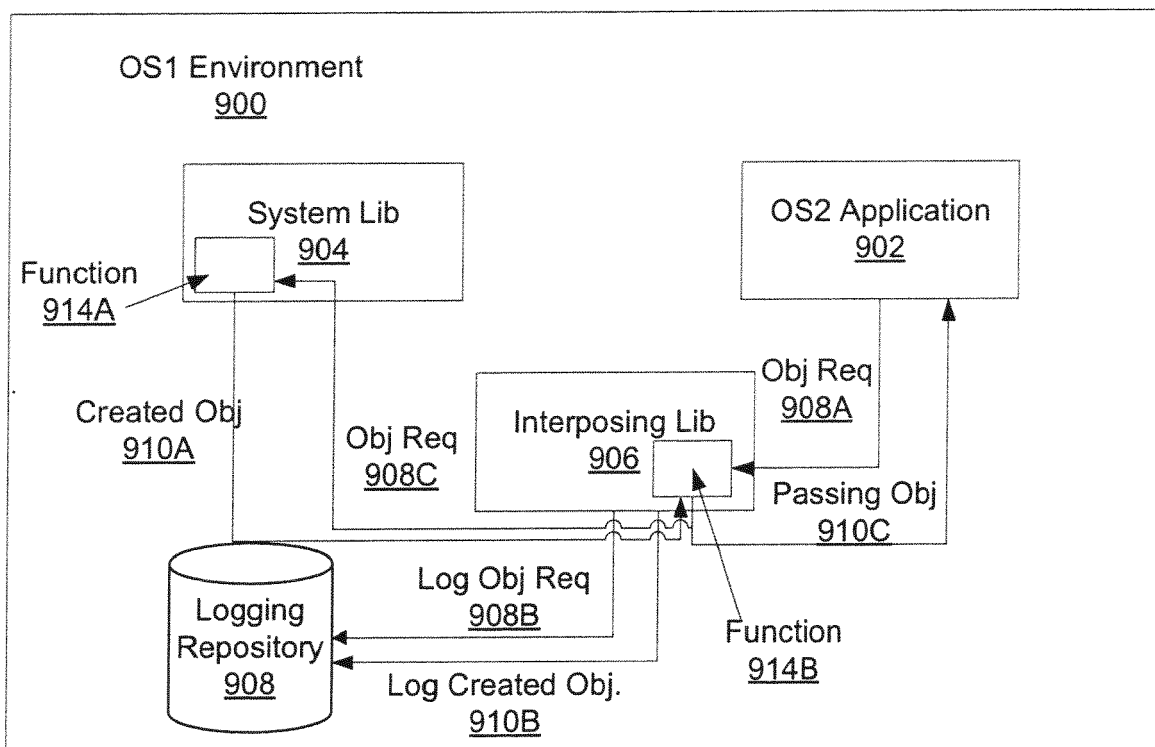 OS1 Environment
900
System Lib
904
OS2 Application
902
Function
914A
Created Obj
910A
Obj Req
908C
Interposing Lib
906
Obj Req
908A
Passing Obj
910C
Logging
Repository
908
Log Obj Req
908B
Log Created Obj.
910B
Function
914B